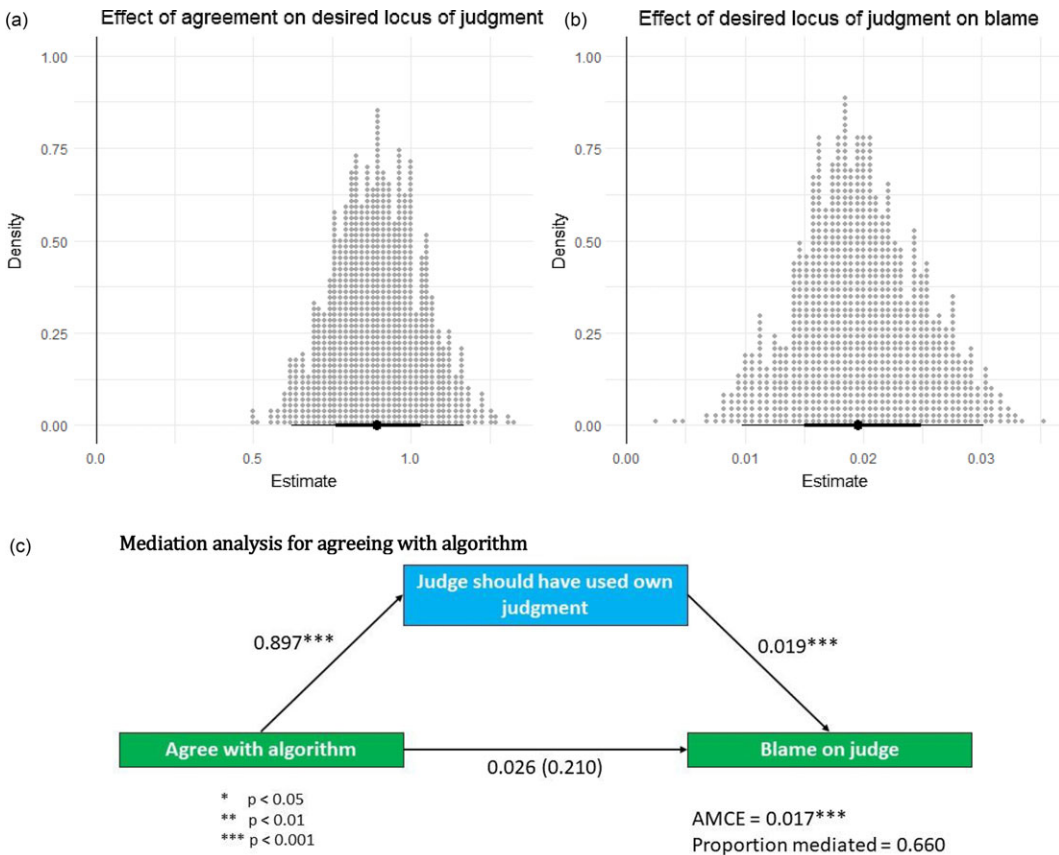 (a)
Effect of agreement on desired locus of judgment
1.00
0.75
0.50
0.25
0.00
Density
0.0
0.5
1.0
Estimate
(b)
Effect of desired locus of judgment on blame
1.00
0.75
0.50
0.25
0.00
Density
0.00
0.01
0.02
0.03
Estimate
(c)
Mediation analysis for agreeing with algorithm
Judge should have used own
judgment
0.897***
0.019***
Agree with algorithm
Blame on judge
0.026 (0.210)
* p < 0.05
** p < 0.01
*** p < 0.001
AMCE = 0.017***
Proportion mediated = 0.660